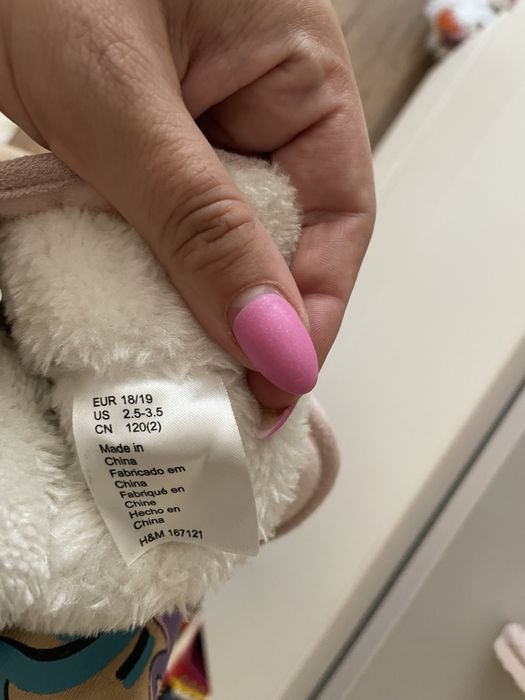 EUR 18/19
US 2.5-3.5
CN 120(2)
Made in
China
Fabricado em
China
Fabriqué en
Chine
Hecho en
China
H&M 167121